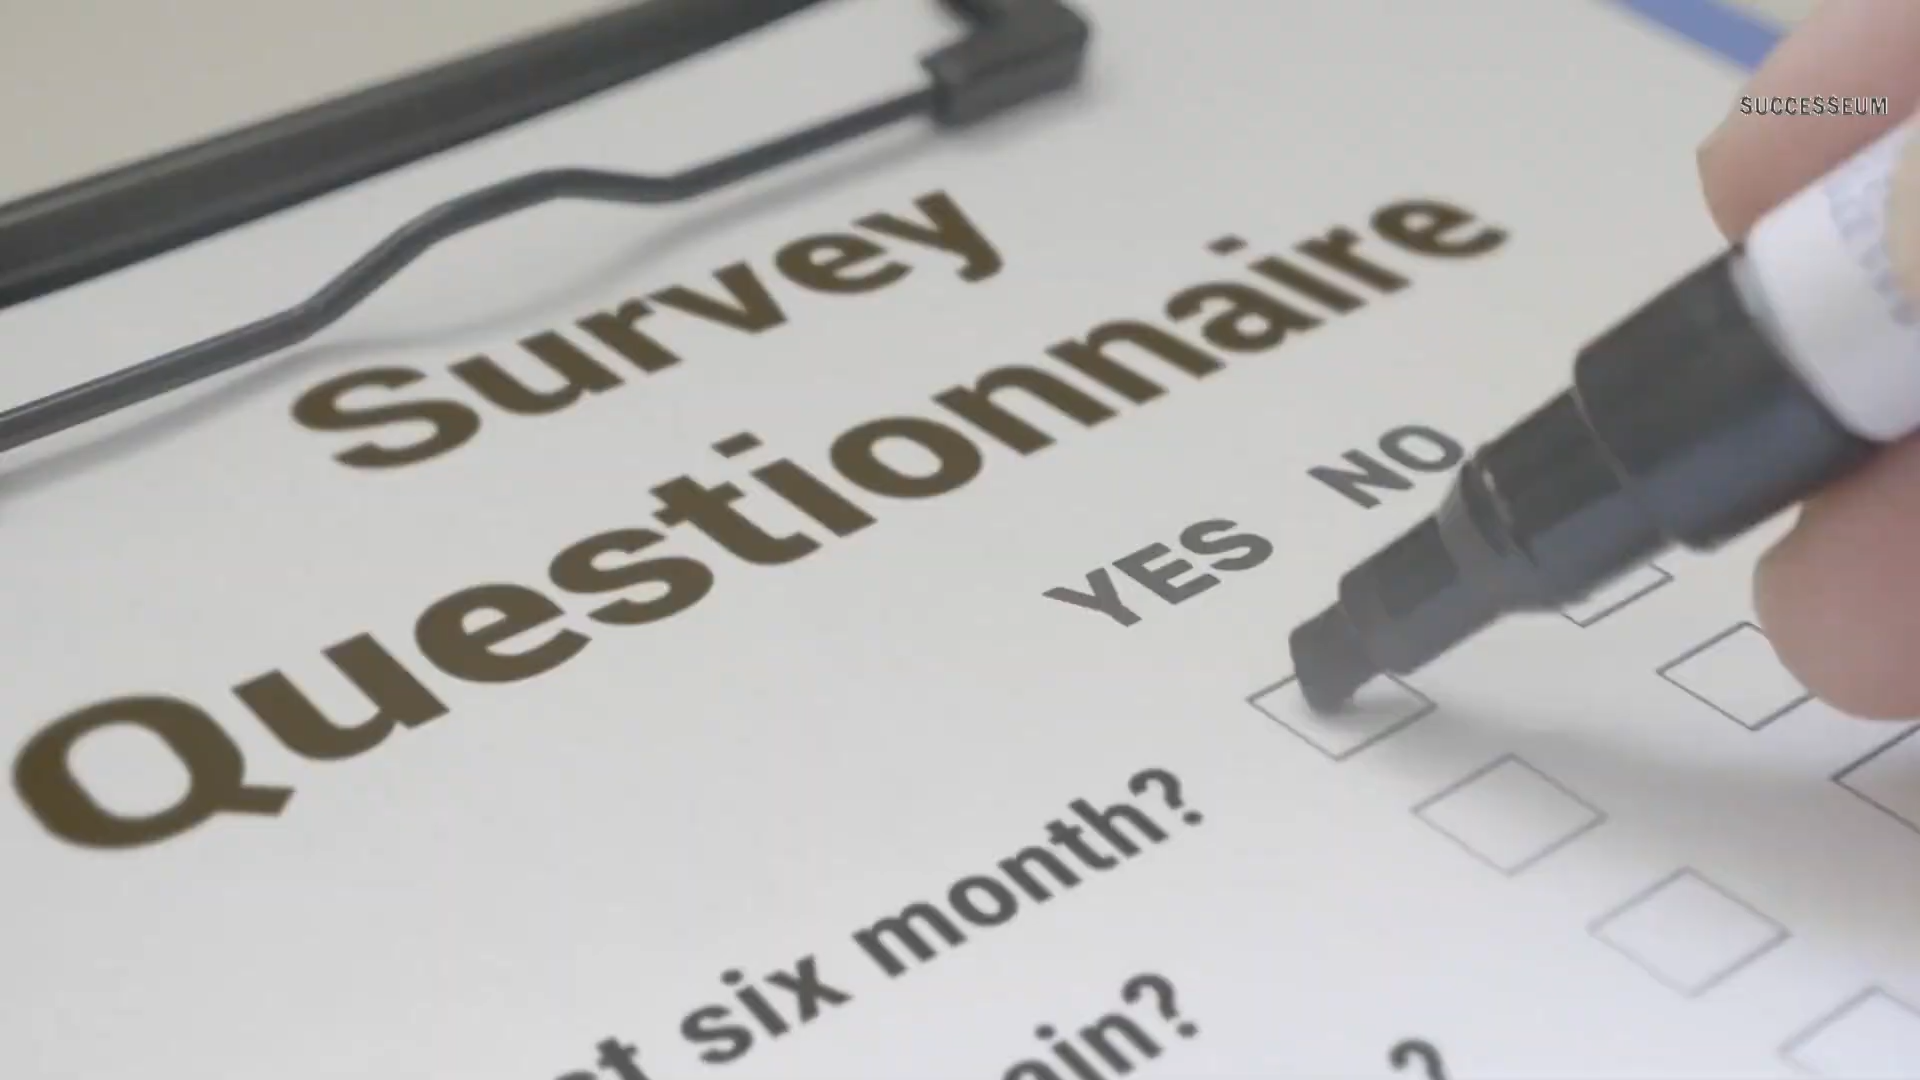 SUCCESSEUM
Survey
Questionnaire
YES NO
six month?
?